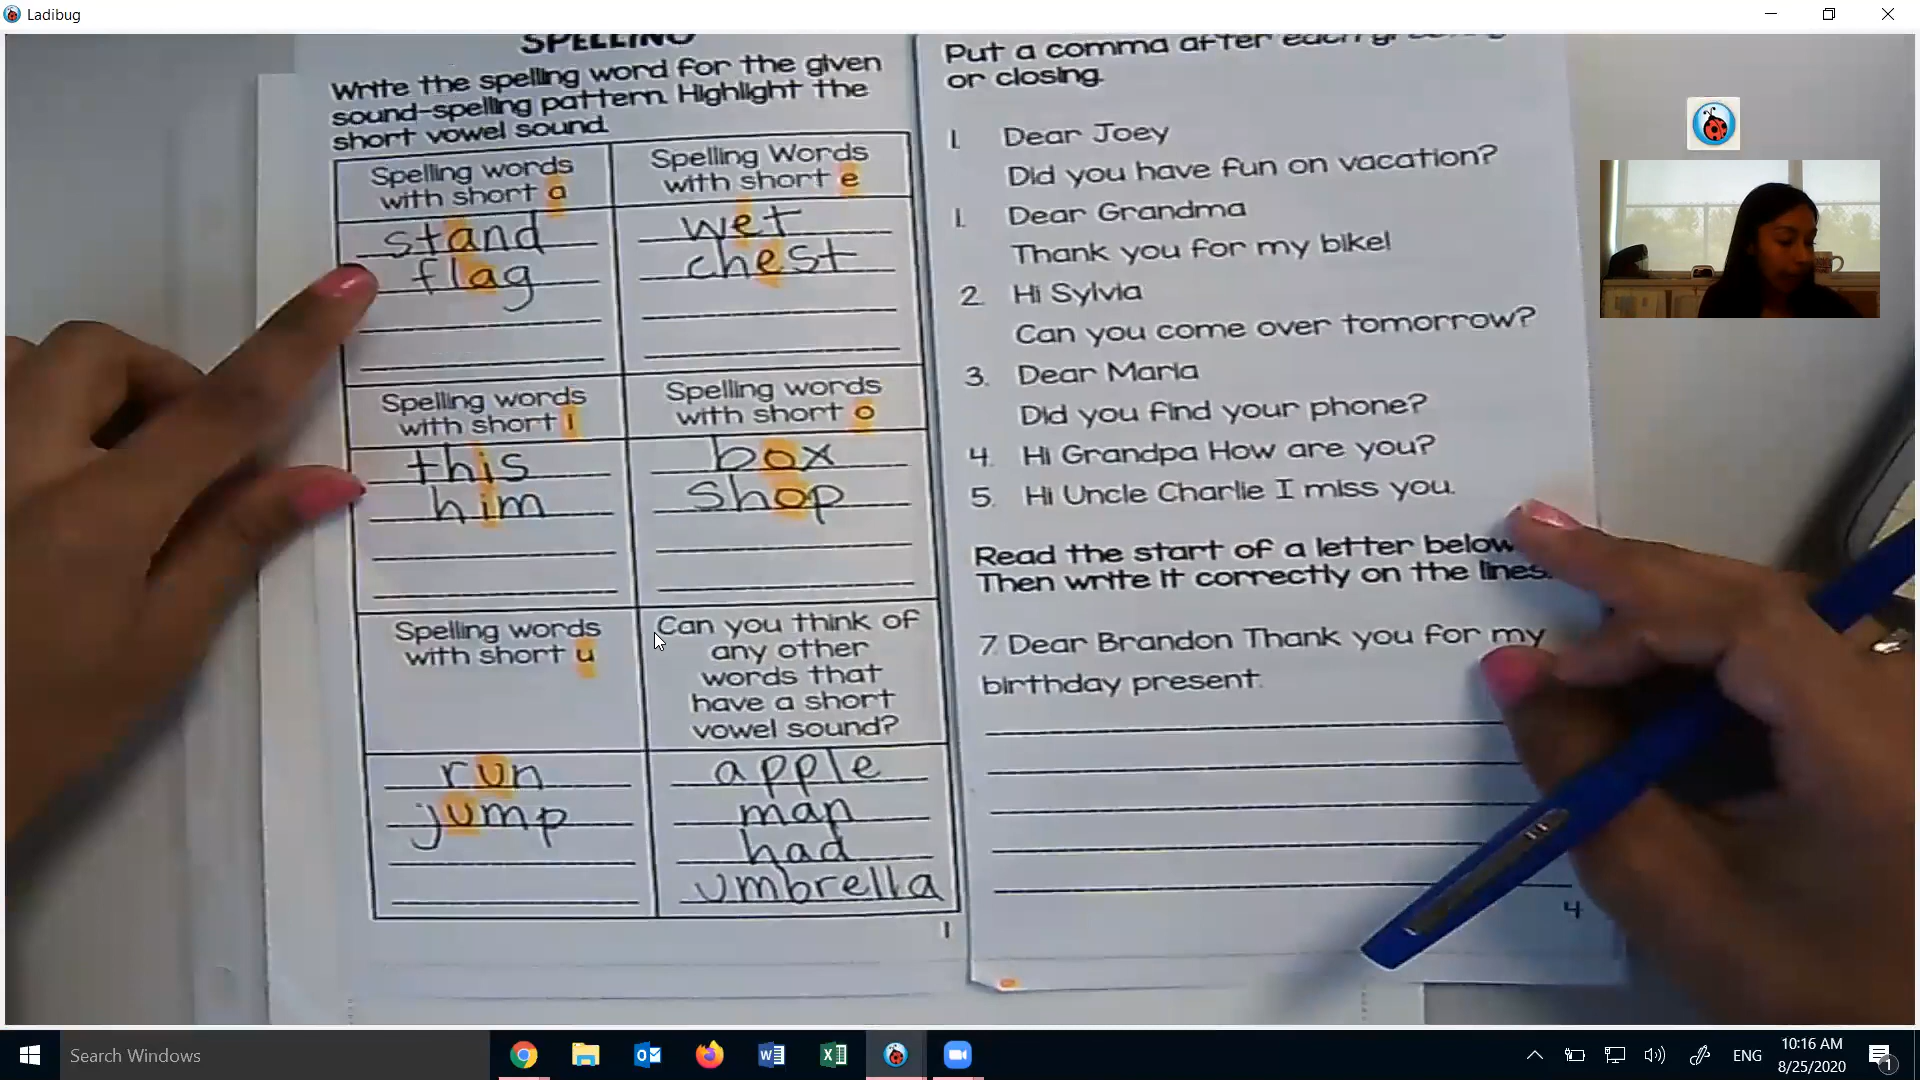 Ladibug
SPELLING
Write the spelling word for the given
sound-spelling pattern. Highlight the
short vowel sound.
Spelling words
with short a
stand
flag
Spelling Words
with short e
wet
chest
Spelling words
with short i
this
him
Spelling words
with short o
box
shop
Spelling words
with short u
run
jump
Can you think of
any other
words that
have a short
vowel sound?
apple
man
had
umbrella
1
Put a comma after each
or closing.
1. Dear Joey
Did you have fun on vacation?
1. Dear Grandma
Thank you for my bike!
2. Hi Sylvia
Can you come over tomorrow?
3. Dear Maria
Did you find your phone?
4. Hi Grandpa How are you?
5. Hi Uncle Charlie I miss you.
Read the start of a letter below
Then write it correctly on the lines.
7. Dear Brandon Thank you for my
birthday present.
4
Search Windows
ENG
10:16 AM
8/25/2020
1